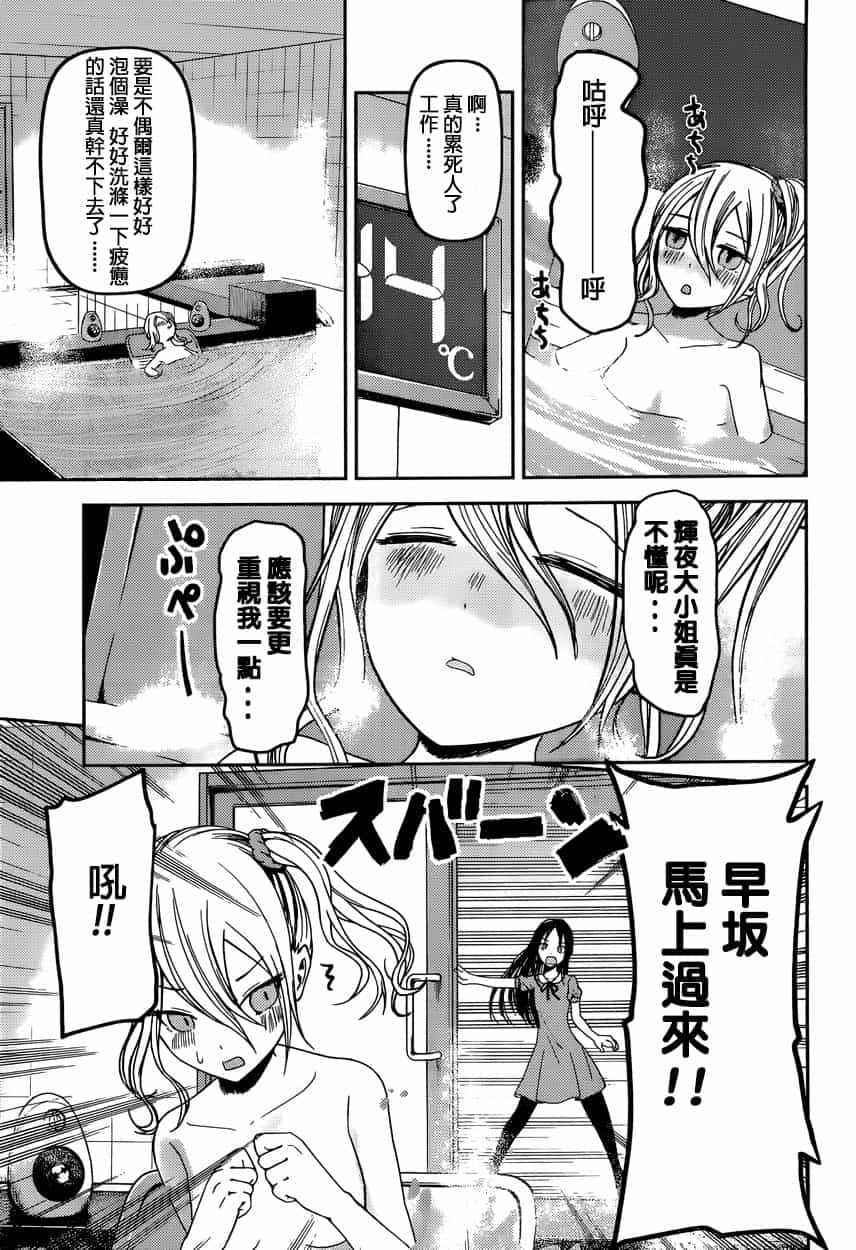 咕呼——呼
あちち
あちち
啊…
真的累死人了
工作……
14℃
要是不偶爾這樣好好
泡個澡 好好洗滌一下疲憊
的話還真幹不下去了……
輝夜大小姐真是
不懂呢...
應該要更
重視我一點...
ぺふー
スパーン
早坂
馬上過來!!
吼!!